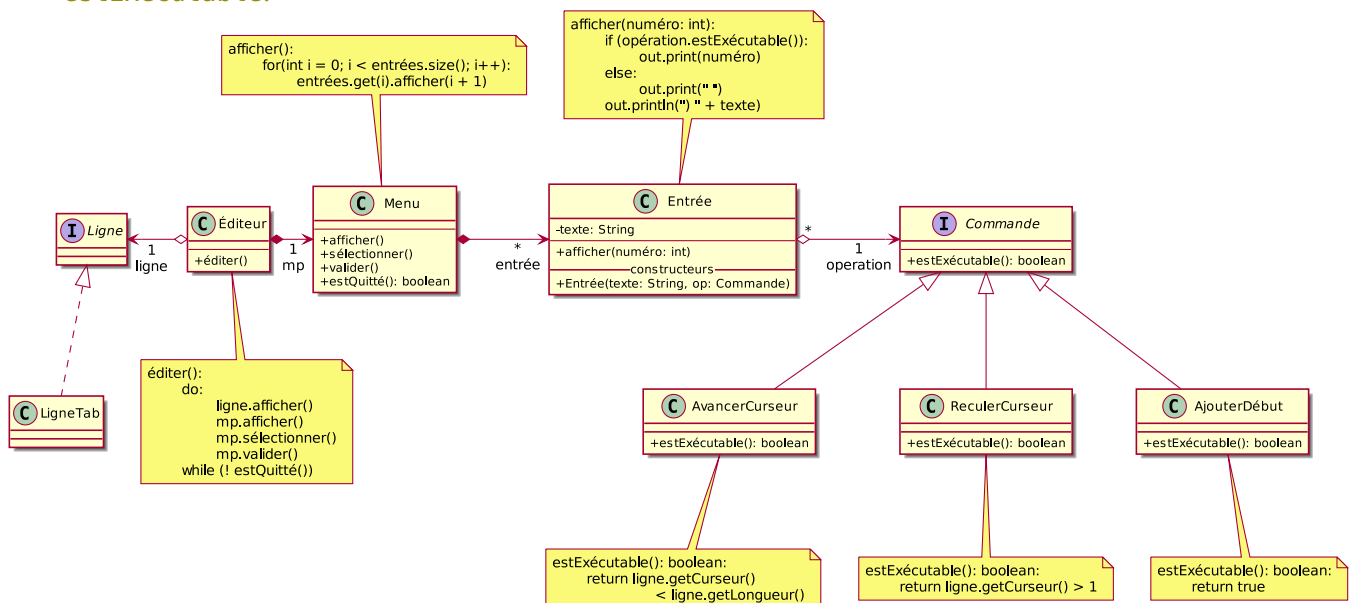 afficher():
for(int i = 0; i < entrées.size(); i++):
entrées.get(i).afficher(i + 1)
afficher(numéro: int):
if (opération.estExécutable()):
out.print(numéro)
else:
out.print(" ")
out.println(") " + texte)
I Ligne
1
ligne
C Éditeur
+éditer()
1
mp
C Menu
+afficher()
+sélectionner()
+valider()
+estQuitté(): boolean
*
entrée
C Entrée
-texte: String
+afficher(numéro: int)
constructeurs
+Entrée(texte: String, op: Commande)
*
1
operation
I Commande
+estExécutable(): boolean
C LigneTab
éditer():
do:
ligne.afficher()
mp.afficher()
mp.sélectionner()
mp.valider()
while (! estQuitté())
C AvancerCurseur
+estExécutable(): boolean
C ReculerCurseur
+estExécutable(): boolean
C AjouterDébut
+estExécutable(): boolean
estExécutable(): boolean:
return ligne.getCurseur()
< ligne.getLongueur()
estExécutable(): boolean:
return ligne.getCurseur() > 1
estExécutable(): boolean:
return true